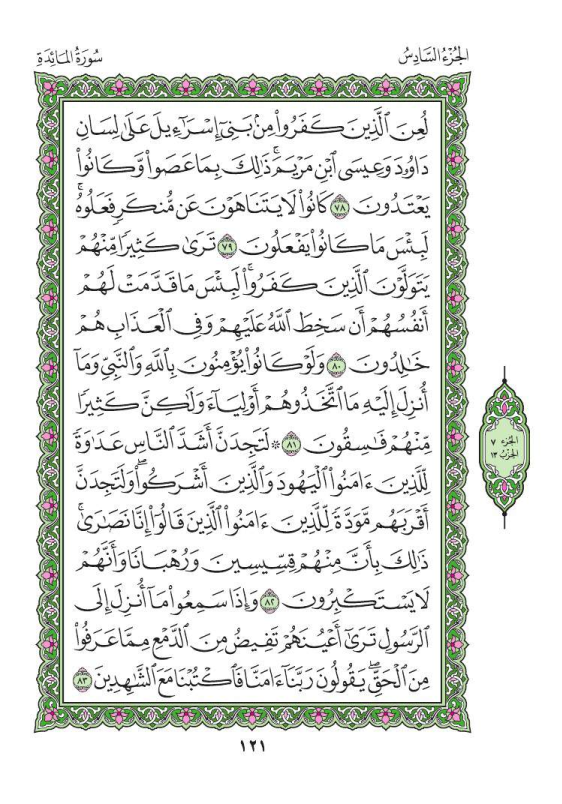 الجُزْءُ السَّادِسُ
سُورَةُ المَائِدَةِ
لُعِنَ ٱلَّذِينَ كَفَرُواْ مِنۢ بَنِيٓ إِسۡرَٰٓءِيلَ عَلَىٰ لِسَانِ
دَاوُۥدَ وَعِيسَى ٱبۡنِ مَرۡيَمَۚ ذَٰلِكَ بِمَا عَصَواْ وَّكَانُواْ
يَعۡتَدُونَ ٧٨ كَانُواْ لَا يَتَنَاهَوۡنَ عَن مُّنكَرٖ فَعَلُوهُۚ
لَبِئۡسَ مَا كَانُواْ يَفۡعَلُونَ ٧٩ تَرَىٰ كَثِيرٗا مِّنۡهُمۡ
يَتَوَلَّوۡنَ ٱلَّذِينَ كَفَرُواْۚ لَبِئۡسَ مَا قَدَّمَتۡ لَهُمۡ
أَنفُسُهُمۡ أَن سَخِطَ ٱللَّهُ عَلَيۡهِمۡ وَفِي ٱلۡعَذَابِ هُمۡ
خَٰلِدُونَ ٨٠ وَلَوۡ كَانُواْ يُؤۡمِنُونَ بِٱللَّهِ وَٱلنَّبِيِّ وَمَآ
أُنزِلَ إِلَيۡهِ مَا ٱتَّخَذُوهُمۡ أَوۡلِيَآءَ وَلَٰكِنَّ كَثِيرٗا
مِّنۡهُمۡ فَٰسِقُونَ ٨١ ۞ لَتَجِدَنَّ أَشَدَّ ٱلنَّاسِ عَدَٰوَةٗ
لِّلَّذِينَ ءَامَنُواْ ٱلۡيَهُودَ وَٱلَّذِينَ أَشۡرَكُواْۖ وَلَتَجِدَنَّ
أَقۡرَبَهُم مَّوَدَّةٗ لِّلَّذِينَ ءَامَنُواْ ٱلَّذِينَ قَالُوٓاْ إِنَّا نَصَٰرَىٰۚ
ذَٰلِكَ بِأَنَّ مِنۡهُمۡ قِسِّيسِينَ وَرُهۡبَانٗا وَأَنَّهُمۡ
لَا يَسۡتَكۡبِرُونَ ٨٢ وَإِذَا سَمِعُواْ مَآ أُنزِلَ إِلَى
ٱلرَّسُولِ تَرَىٰٓ أَعۡيُنَهُمۡ تَفِيضُ مِنَ ٱلدَّمۡعِ مِمَّا عَرَفُواْ
مِنَ ٱلۡحَقِّۖ يَقُولُونَ رَبَّنَآ ءَامَنَّا فَٱكۡتُبۡنَا مَعَ ٱلشَّٰهِدِينَ ٨٣
الجزء ٧
الحزب ١٣
١٢١